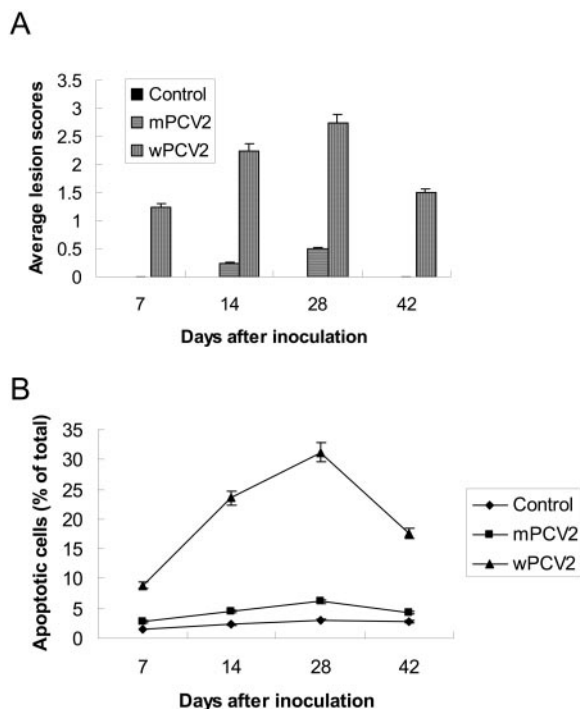 A
Average lesion scores
3.5
3
2.5
2
1.5
1
0.5
0
Control
mPCV2
wPCV2
7 14 28 42
Days after inoculation
B
Apoptotic cells (% of total)
35
30
25
20
15
10
5
0
Control
mPCV2
wPCV2
7 14 28 42
Days after inoculation